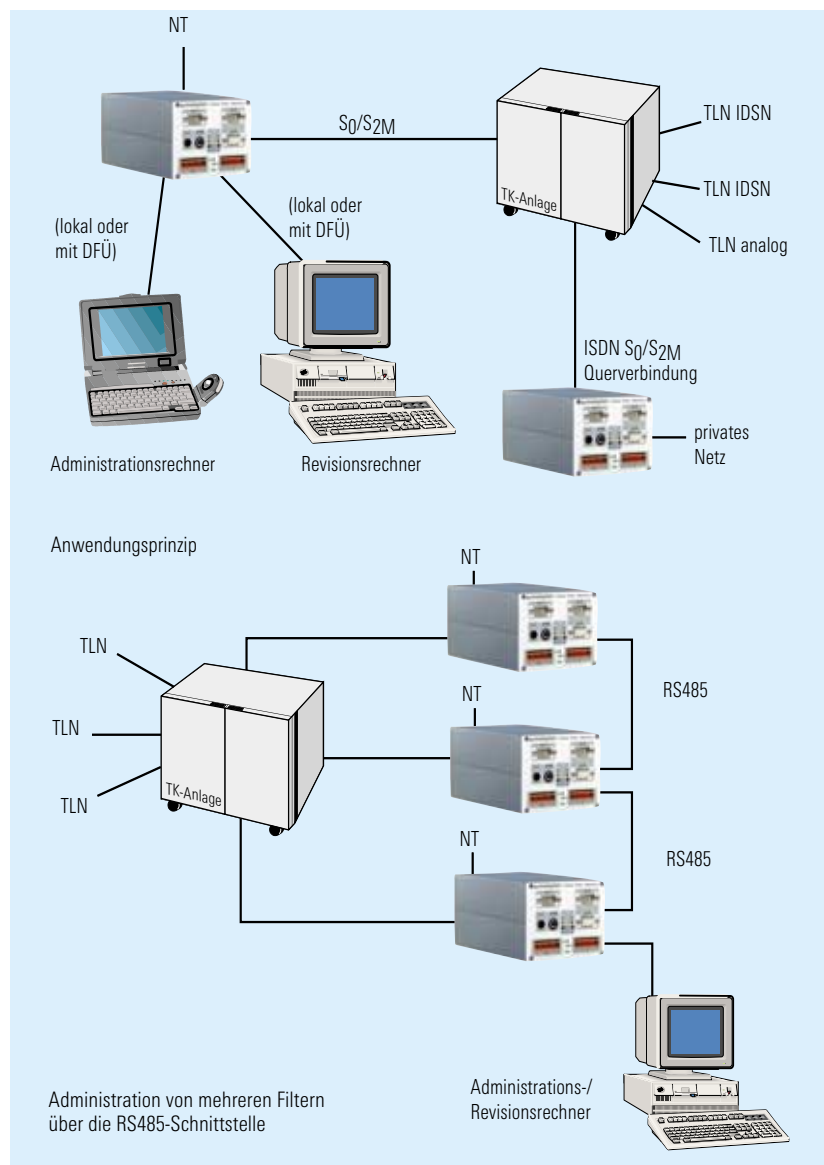 NT
S0/S2M
TLN IDSN
TLN IDSN
TLN analog
TK-Anlage
(lokal oder
mit DFÜ)
(lokal oder
mit DFÜ)
ISDN S0/S2M
Querverbindung
privates
Netz
Administrationsrechner
Revisionsrechner
Anwendungsprinzip
NT
TLN
RS485
NT
TLN
TK-Anlage
TLN
NT
RS485
Administration von mehreren Filtern
über die RS485-Schnittstelle
Administrations-/
Revisionsrechner